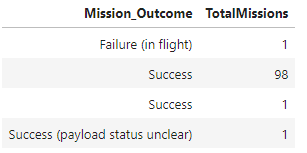 Mission_Outcome TotalMissions
Failure (in flight) 1
Success 98
Success 1
Success (payload status unclear) 1